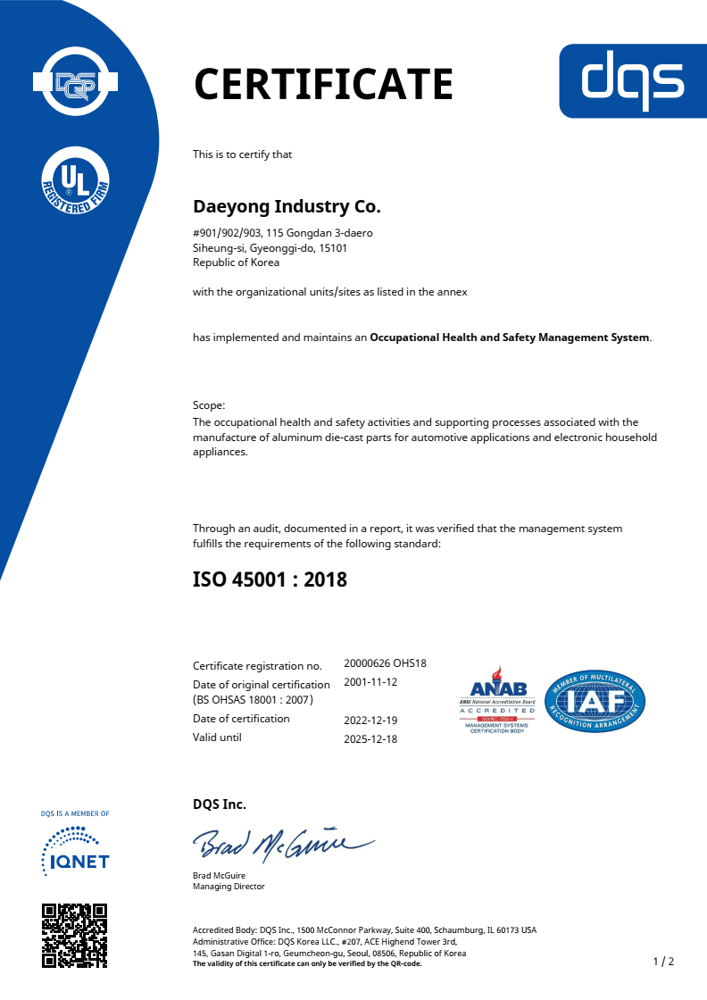 DQS
CERTIFICATE
dqs
UL
®
REGISTERED FIRM
This is to certify that
Daeyong Industry Co.
#901/902/903, 115 Gongdan 3-daero
Siheung-si, Gyeonggi-do, 15101
Republic of Korea
with the organizational units/sites as listed in the annex
has implemented and maintains an Occupational Health and Safety Management System.
Scope:
The occupational health and safety activities and supporting processes associated with the
manufacture of aluminum die-cast parts for automotive applications and electronic household
appliances.
Through an audit, documented in a report, it was verified that the management system
fulfills the requirements of the following standard:
ISO 45001 : 2018
Certificate registration no. 20000626 OHS18
Date of original certification 2001-11-12
(BS OHSAS 18001 : 2007)
Date of certification 2022-12-19
Valid until 2025-12-18
ANAB
ANSI National Accreditation Board
ACCREDITED
ISO/IEC 17021-1
MANAGEMENT SYSTEMS
CERTIFICATION BODY
MEMBER OF MULTILATERAL
IAF
RECOGNITION ARRANGEMENT
DQS Inc.
Brad McGuire
Brad McGuire
Managing Director
DQS IS A MEMBER OF
IQNET
Accredited Body: DQS Inc., 1500 McConnor Parkway, Suite 400, Schaumburg, IL 60173 USA
Administrative Office: DQS Korea LLC., #207, ACE Highend Tower 3rd,
145, Gasan Digital 1-ro, Geumcheon-gu, Seoul, 08506, Republic of Korea
The validity of this certificate can only be verified by the QR-code.
1 / 2